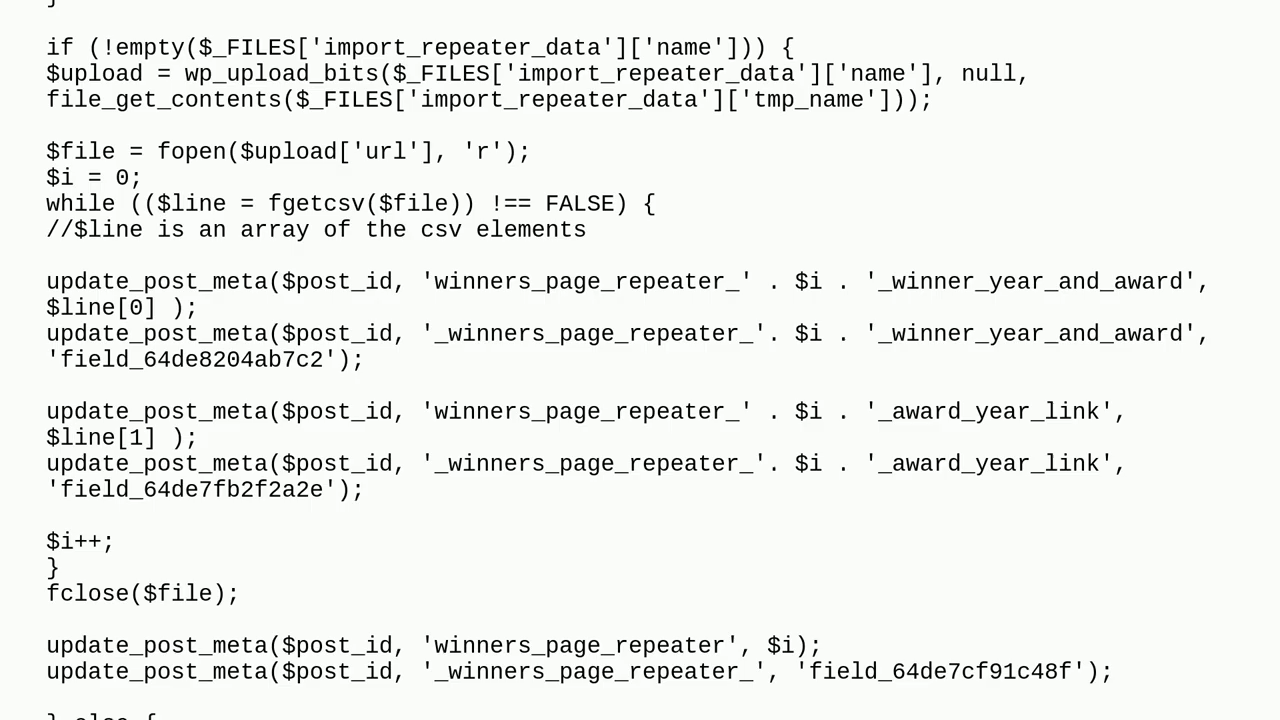 }
if (!empty($_FILES['import_repeater_data']['name'])) {
$upload = wp_upload_bits($_FILES['import_repeater_data']['name'], null,
file_get_contents($_FILES['import_repeater_data']['tmp_name']));
$file = fopen($upload['url'], 'r');
$i = 0;
while (($line = fgetcsv($file)) !== FALSE) {
//$line is an array of the csv elements
update_post_meta($post_id, 'winners_page_repeater_' . $i . '_winner_year_and_award',
$line[0] );
update_post_meta($post_id, '_winners_page_repeater_'. $i . '_winner_year_and_award',
'field_64de8204ab7c2');
update_post_meta($post_id, 'winners_page_repeater_' . $i . '_award_year_link',
$line[1] );
update_post_meta($post_id, '_winners_page_repeater_'. $i . '_award_year_link',
'field_64de7fb2f2a2e');
$i++;
}
fclose($file);
update_post_meta($post_id, 'winners_page_repeater', $i);
update_post_meta($post_id, '_winners_page_repeater_', 'field_64de7cf91c48f');
} else {